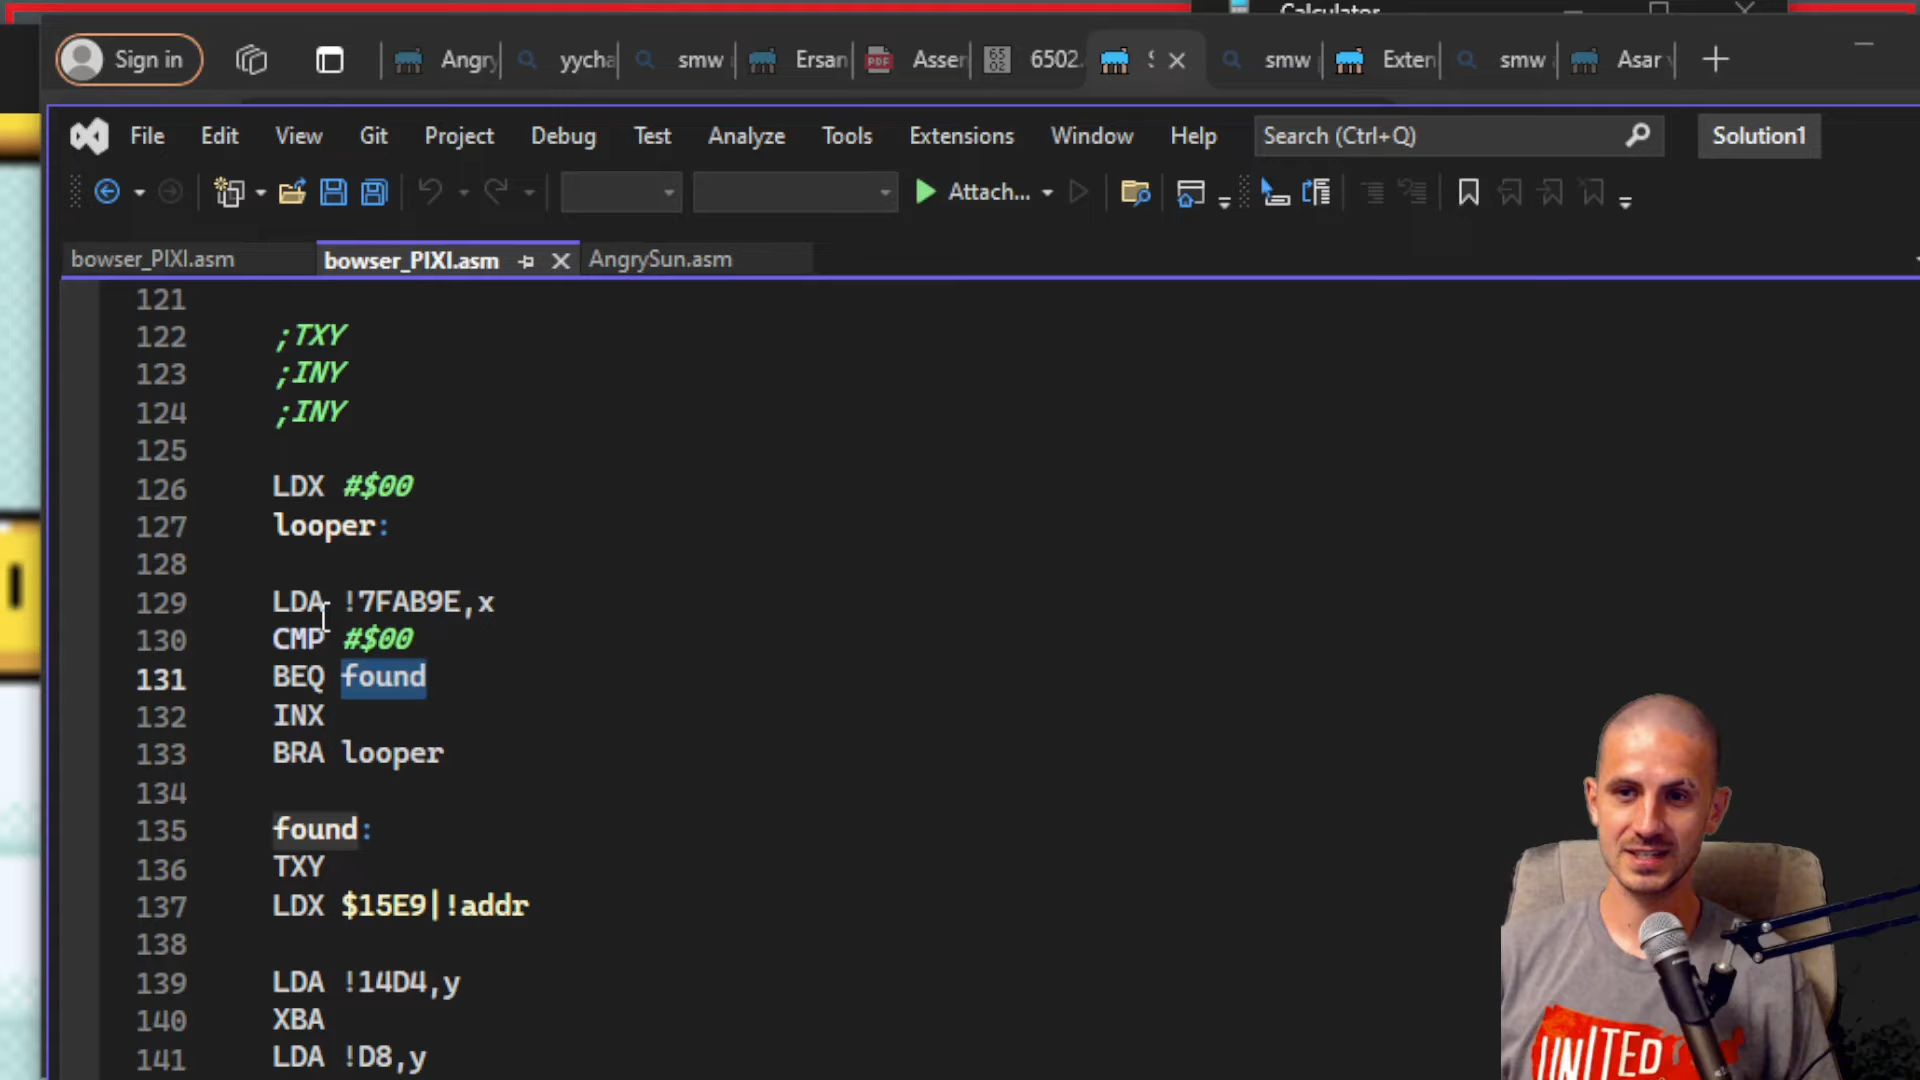 Calculator
Sign in
Angry
yycha
smw
Ersan
Asser
6502
S
smw
Exten
smw
Asar
File Edit View Git Project Debug Test Analyze Tools Extensions Window Help Search (Ctrl+Q) Solution1
Attach...
bowser_PIXI.asm bowser_PIXI.asm AngrySun.asm
121
122 ;TXY
123 ;INY
124 ;INY
125
126 LDX #$00
127 looper:
128
129 LDA !7FAB9E,x
130 CMP #$00
131 BEQ found
132 INX
133 BRA looper
134
135 found:
136 TXY
137 LDX $15E9|!addr
138
139 LDA !14D4,y
140 XBA
141 LDA !D8,y
UNITED